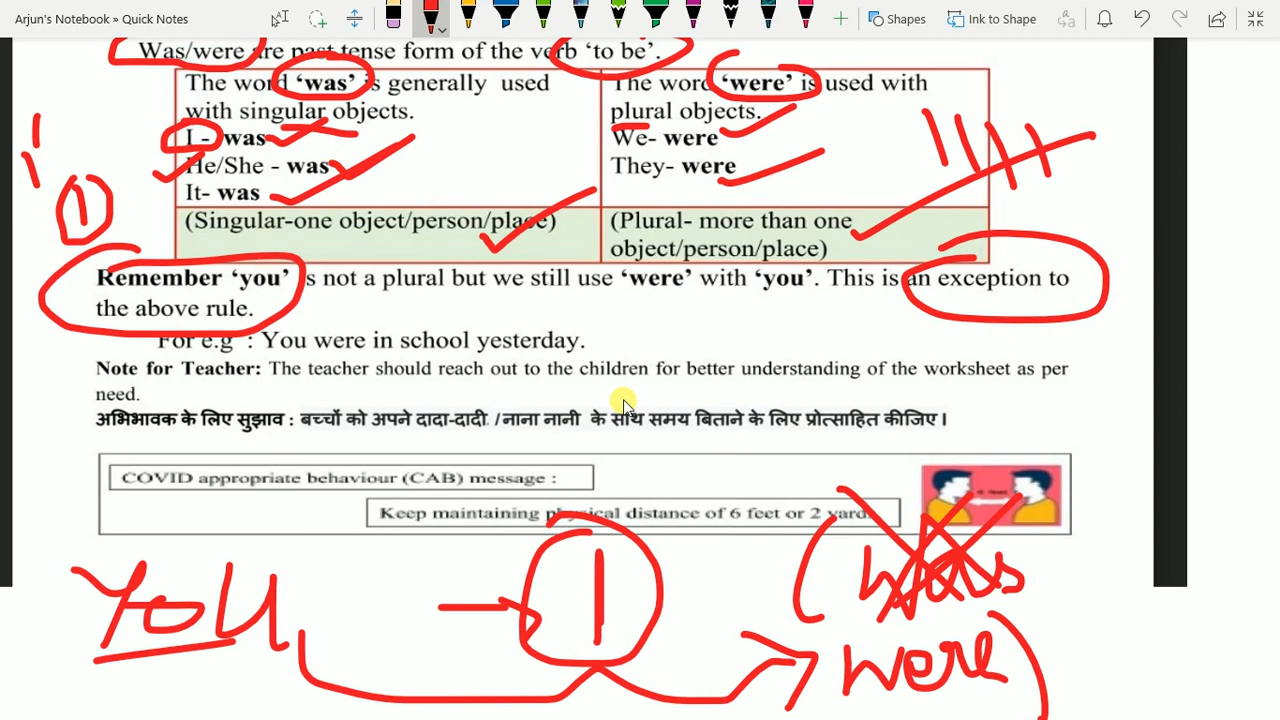 Arjun's Notebook » Quick Notes
Shapes
Ink to Shape
Was/were are past tense form of the verb 'to be'.
The word 'was' is generally used
with singular objects.
I - was
He/She - was
It- was
The word 'were' is used with
plural objects.
We- were
They- were
(Singular-one object/person/place)
(Plural- more than one
object/person/place)
1
Remember 'you' is not a plural but we still use 'were' with 'you'. This is an exception to
the above rule.
For e.g : You were in school yesterday.
Note for Teacher: The teacher should reach out to the children for better understanding of the worksheet as per
need.
अभिभावक के लिए सुझाव : बच्चों को अपने दादा-दादी /नाना नानी के साथ समय बिताने के लिए प्रोत्साहित कीजिए ।
COVID appropriate behaviour (CAB) message :
Keep maintaining physical distance of 6 feet or 2 yard
You
1
(was
were)